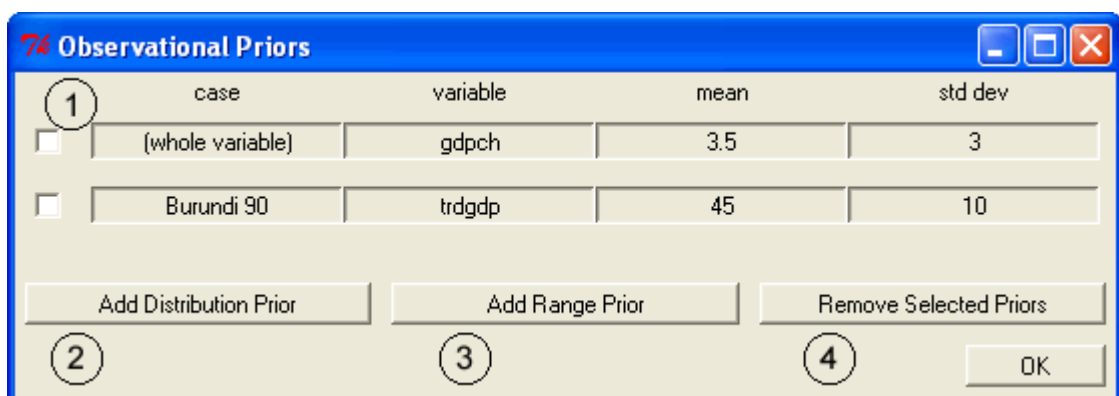 7% Observational Priors
1 case variable mean std dev
(whole variable) gdpch 3.5 3
Burundi 90 trdgdp 45 10
Add Distribution Prior Add Range Prior Remove Selected Priors
2 3 4 OK